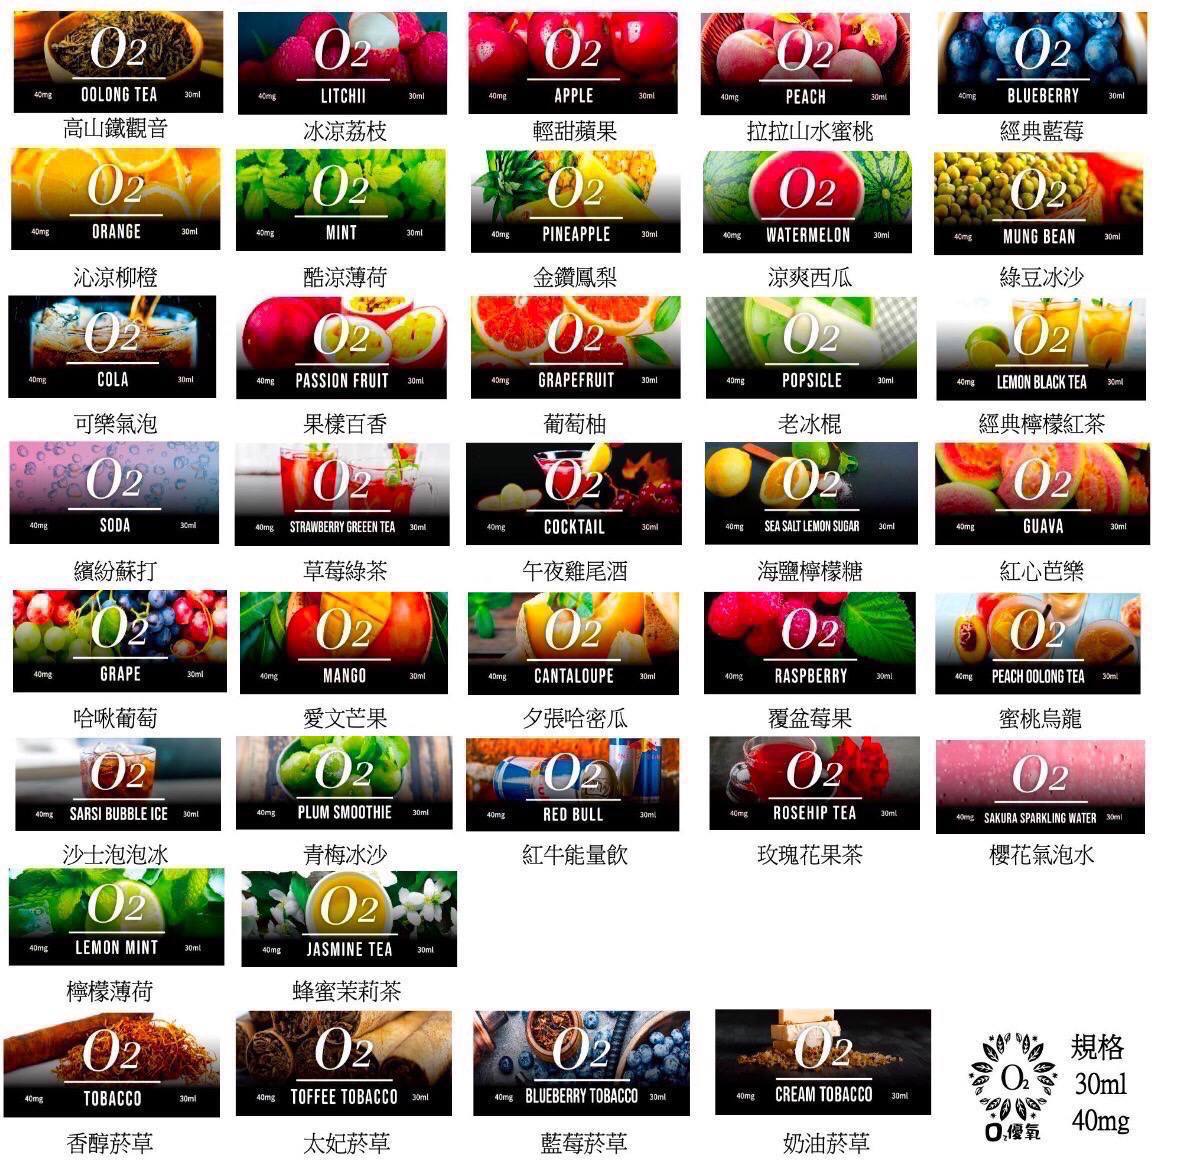 O2 O2 O2 O2 O2
40mg OOLONG TEA 30ml 40mg LITCHII 30ml 40mg APPLE 30ml 40mg PEACH 30ml 40mg BLUEBERRY 30ml
高山鐵觀音 冰涼荔枝 輕甜蘋果 拉拉山水蜜桃 經典藍莓
O2 O2 O2 O2 O2
40mg ORANGE 30ml 40mg MINT 30ml 40mg PINEAPPLE 30ml 40mg WATERMELON 30ml 40mg MUNG BEAN 30ml
沁涼柳橙 酷涼薄荷 金鑽鳳梨 涼爽西瓜 綠豆冰沙
O2 O2 O2 O2 O2
40mg COLA 30ml 40mg PASSION FRUIT 30ml 40mg GRAPEFRUIT 30ml 40mg POPSICLE 30ml 40mg LEMON BLACK TEA 30ml
可樂氣泡 果樣百香 葡萄柚 老冰棍 經典檸檬紅茶
O2 O2 O2 O2 O2
40mg SODA 30ml 40mg STRAWBERRY GREEEN TEA 30ml 40mg COCKTAIL 30ml 40mg SEA SALT LEMON SUGAR 30ml 40mg GUAVA 30ml
繽紛蘇打 草莓綠茶 午夜雞尾酒 海鹽檸檬糖 紅心芭樂
O2 O2 O2 O2 O2
40mg GRAPE 30ml 40mg MANGO 30ml 40mg CANTALOUPE 30ml 40mg RASPBERRY 30ml 40mg PEACH OOLONG TEA 30ml
哈啾葡萄 愛文芒果 夕張哈密瓜 覆盆莓果 蜜桃烏龍
O2 O2 O2 O2 O2
40mg SARSI BUBBLE ICE 30ml 40mg PLUM SMOOTHIE 30ml 40mg RED BULL 30ml 40mg ROSEHIP TEA 30ml 40mg SAKURA SPARKLING WATER 30ml
沙士泡泡冰 青梅冰沙 紅牛能量飲 玫瑰花果茶 櫻花氣泡水
O2 O2
40mg LEMON MINT 30ml 40mg JASMINE TEA 30ml
檸檬薄荷 蜂蜜茉莉茶
O2 O2 O2 O2
40mg TOBACCO 30ml 40mg TOFFEE TOBACCO 30ml 40mg BLUEBERRY TOBACCO 30ml 40mg CREAM TOBACCO 30ml
香醇菸草 太妃菸草 藍莓菸草 奶油菸草
O2
O2優氧
規格
30ml
40mg